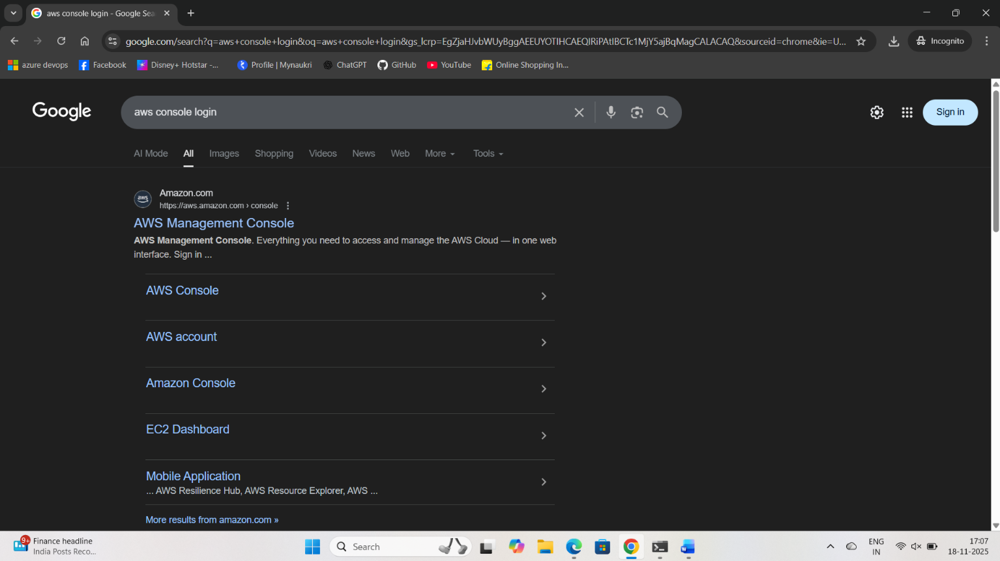 aws console login - Google Sea
google.com/search?q=aws+console+login&oq=aws+console+login&gs_lcrp=EgZjaHJvbWUyBggAEEUYOTIHCAEQIRiPAtIBCTc1MjY5ajBqMagCALACAQ&sourceid=chrome&ie=U...
Incognito
azure devops
Facebook
Disney+ Hotstar -...
Profile | Mynaukri
ChatGPT
GitHub
YouTube
Online Shopping In...
Google
aws console login
Sign in
AI Mode
All
Images
Shopping
Videos
News
Web
More
Tools
aws
Amazon.com
https://aws.amazon.com › console
AWS Management Console
AWS Management Console. Everything you need to access and manage the AWS Cloud — in one web
interface. Sign in ...
AWS Console
AWS account
Amazon Console
EC2 Dashboard
Mobile Application
... AWS Resilience Hub, AWS Resource Explorer, AWS ...
More results from amazon.com »
9+
Finance headline
India Posts Reco...
Search
ENG
IN
17:07
18-11-2025